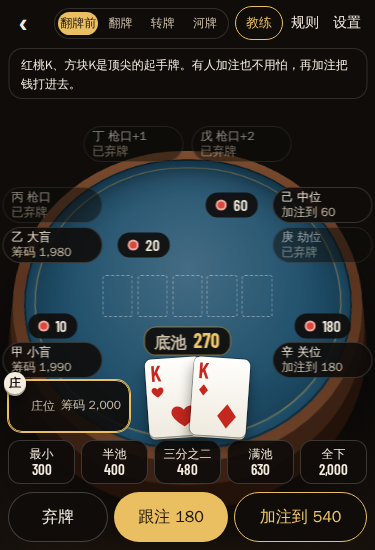 ‹ 翻牌前 翻牌 转牌 河牌 教练 规则 设置
红桃K、方块K是顶尖的起手牌。有人加注也不用怕，再加注把
钱打进去。
丁 枪口+1 戊 枪口+2
已弃牌 已弃牌
丙 枪口 己 中位
已弃牌 加注到 60
60
乙 大盲 庚 劫位
筹码 1,980 已弃牌
20
10 180
底池 270
甲 小盲 辛 关位
筹码 1,990 加注到 180
K K
庄
庄位 筹码 2,000
最小 半池 三分之二 满池 全下
300 400 480 630 2,000
弃牌 跟注 180 加注到 540